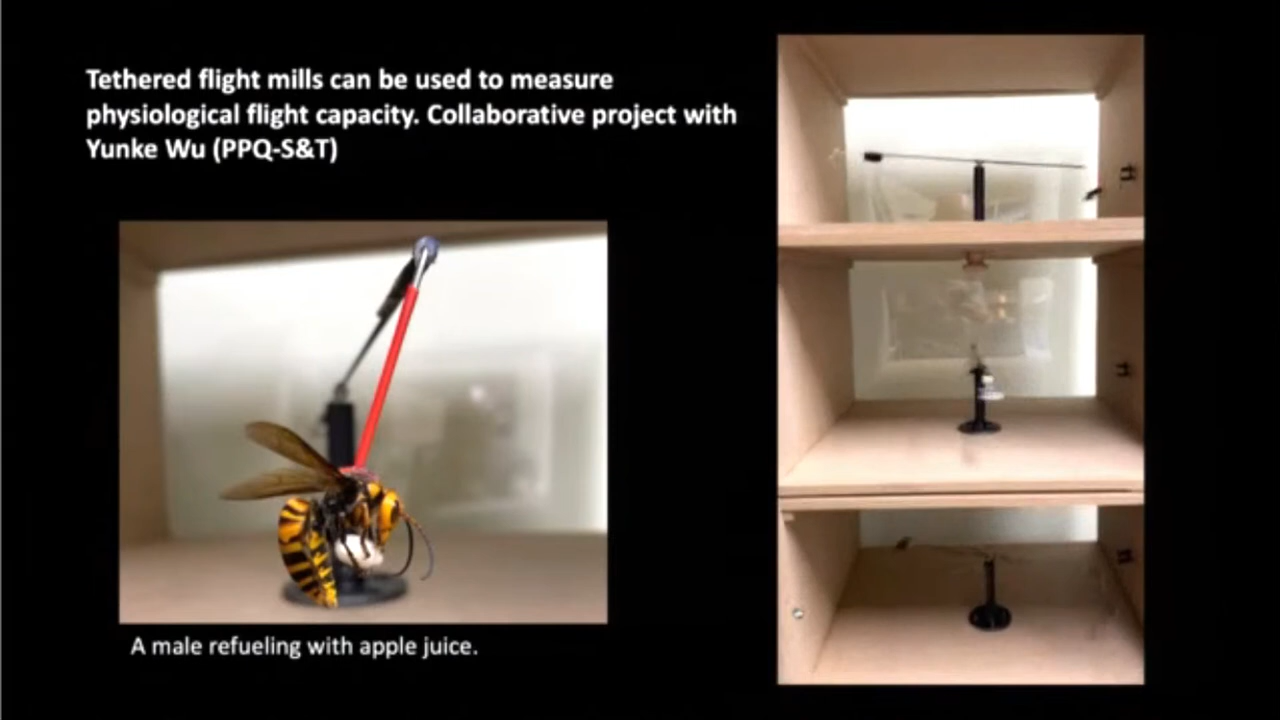 Tethered flight mills can be used to measure
physiological flight capacity. Collaborative project with
Yunke Wu (PPQ-S&T)
A male refueling with apple juice.